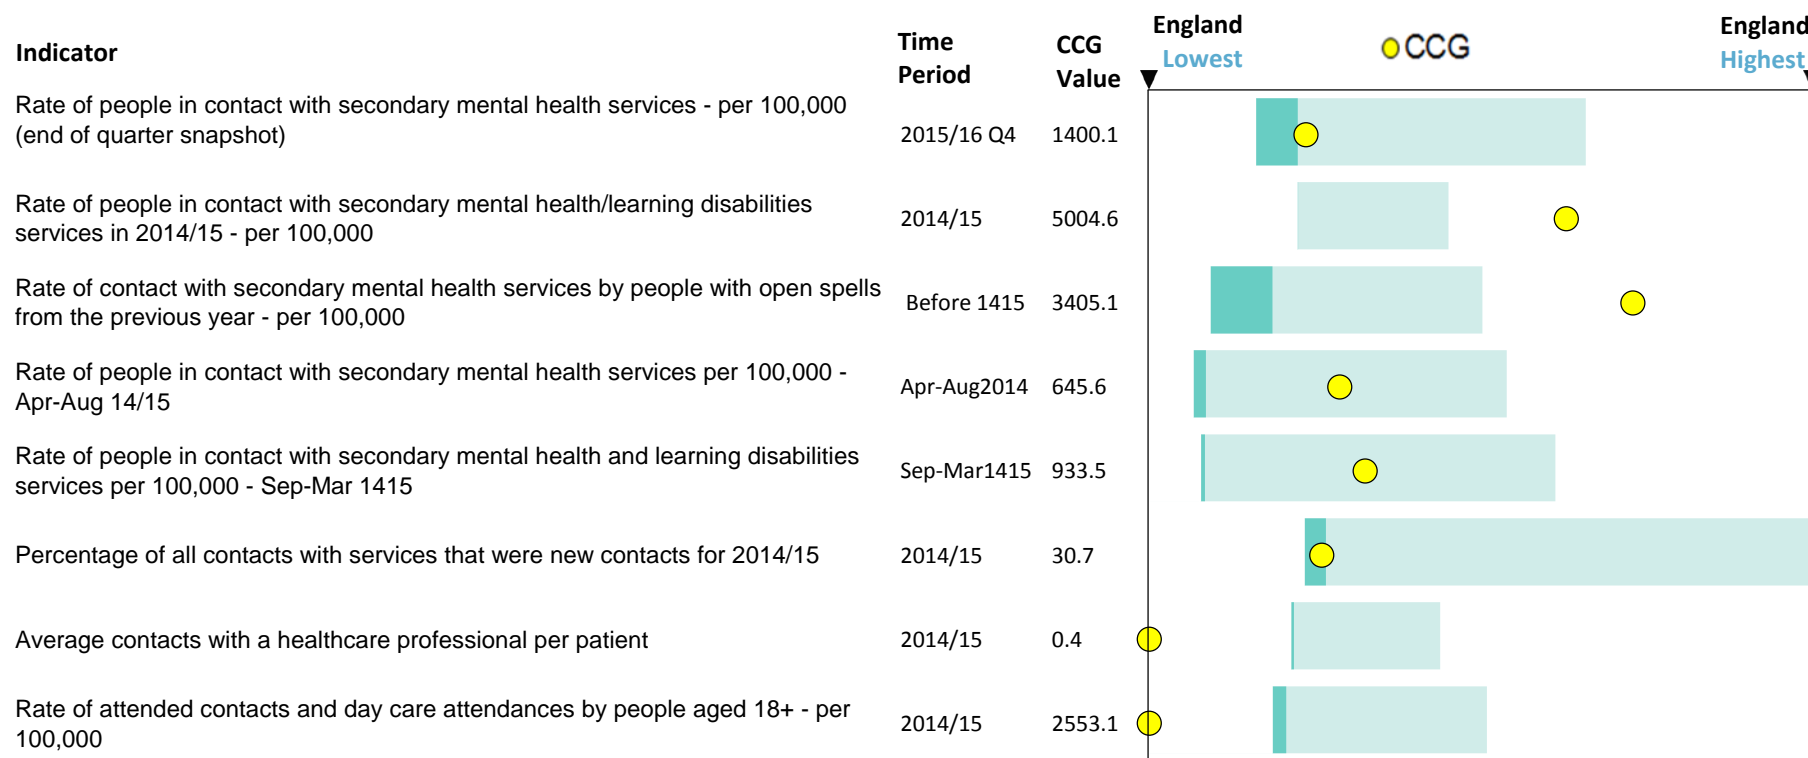 Indicator
Time Period
CCG Value
England Lowest
CCG
England Highest
Rate of people in contact with secondary mental health services - per 100,000
(end of quarter snapshot)
2015/16 Q4 1400.1
Rate of people in contact with secondary mental health/learning disabilities
services in 2014/15 - per 100,000
2014/15 5004.6
Rate of contact with secondary mental health services by people with open spells
from the previous year - per 100,000
Before 1415 3405.1
Rate of people in contact with secondary mental health services per 100,000 -
Apr-Aug 14/15
Apr-Aug2014 645.6
Rate of people in contact with secondary mental health and learning disabilities
services per 100,000 - Sep-Mar 1415
Sep-Mar1415 933.5
Percentage of all contacts with services that were new contacts for 2014/15
2014/15 30.7
Average contacts with a healthcare professional per patient
2014/15 0.4
Rate of attended contacts and day care attendances by people aged 18+ - per
100,000
2014/15 2553.1